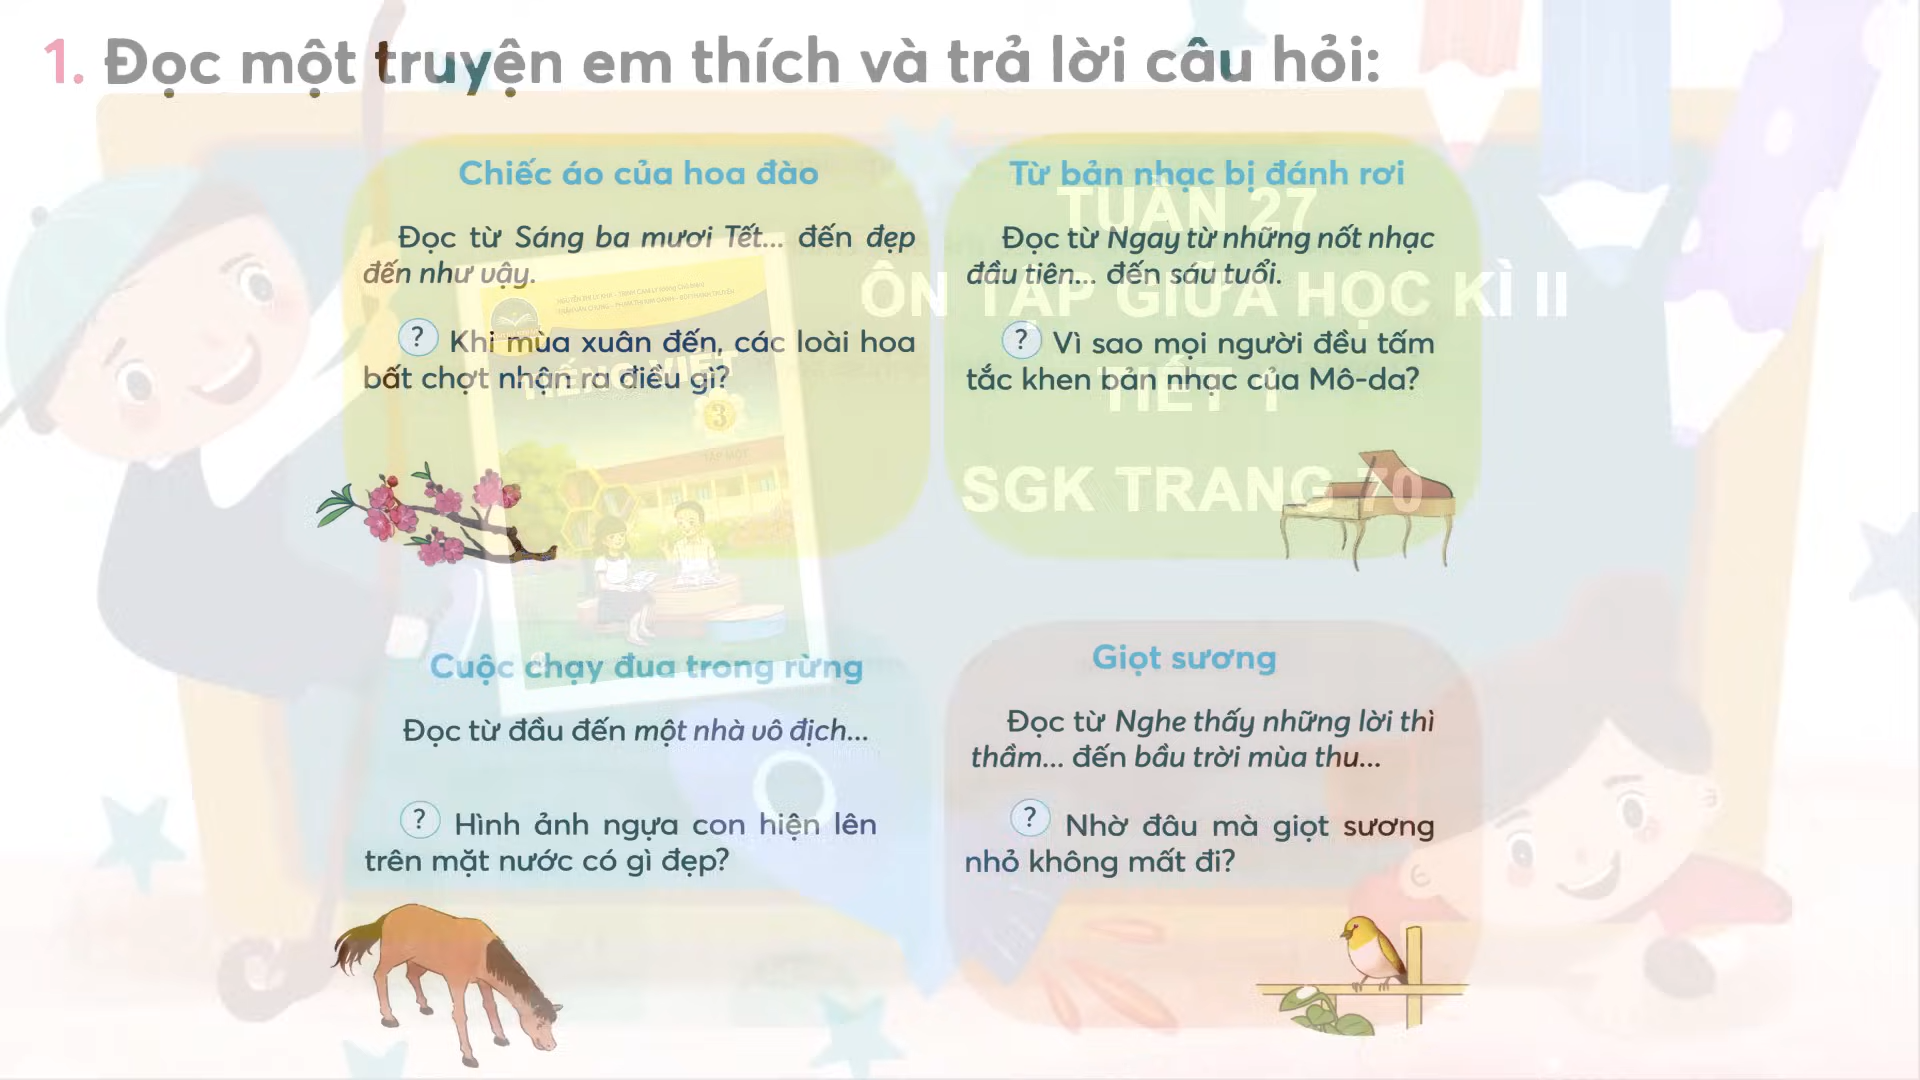 1. Đọc một truyện em thích và trả lời câu hỏi:
Chiếc áo của hoa đào
Đọc từ Sáng ba mươi Tết... đến đẹp
đến như vậy.
? Khi mùa xuân đến, các loài hoa
bất chợt nhận ra điều gì?
Từ bản nhạc bị đánh rơi
Đọc từ Ngay từ những nốt nhạc
đầu tiên... đến sáu tuổi.
? Vì sao mọi người đều tấm
tắc khen bản nhạc của Mô-da?
Cuộc chạy đua trong rừng
Đọc từ đầu đến một nhà vô địch...
? Hình ảnh ngựa con hiện lên
trên mặt nước có gì đẹp?
Giọt sương
Đọc từ Nghe thấy những lời thì
thầm... đến bầu trời mùa thu...
? Nhờ đâu mà giọt sương
nhỏ không mất đi?
TUẦN 27
ÔN TẬP GIỮA HỌC KÌ II
TIẾT 1
SGK TRANG 70
TIẾNG VIỆT
3
TẬP MỘT